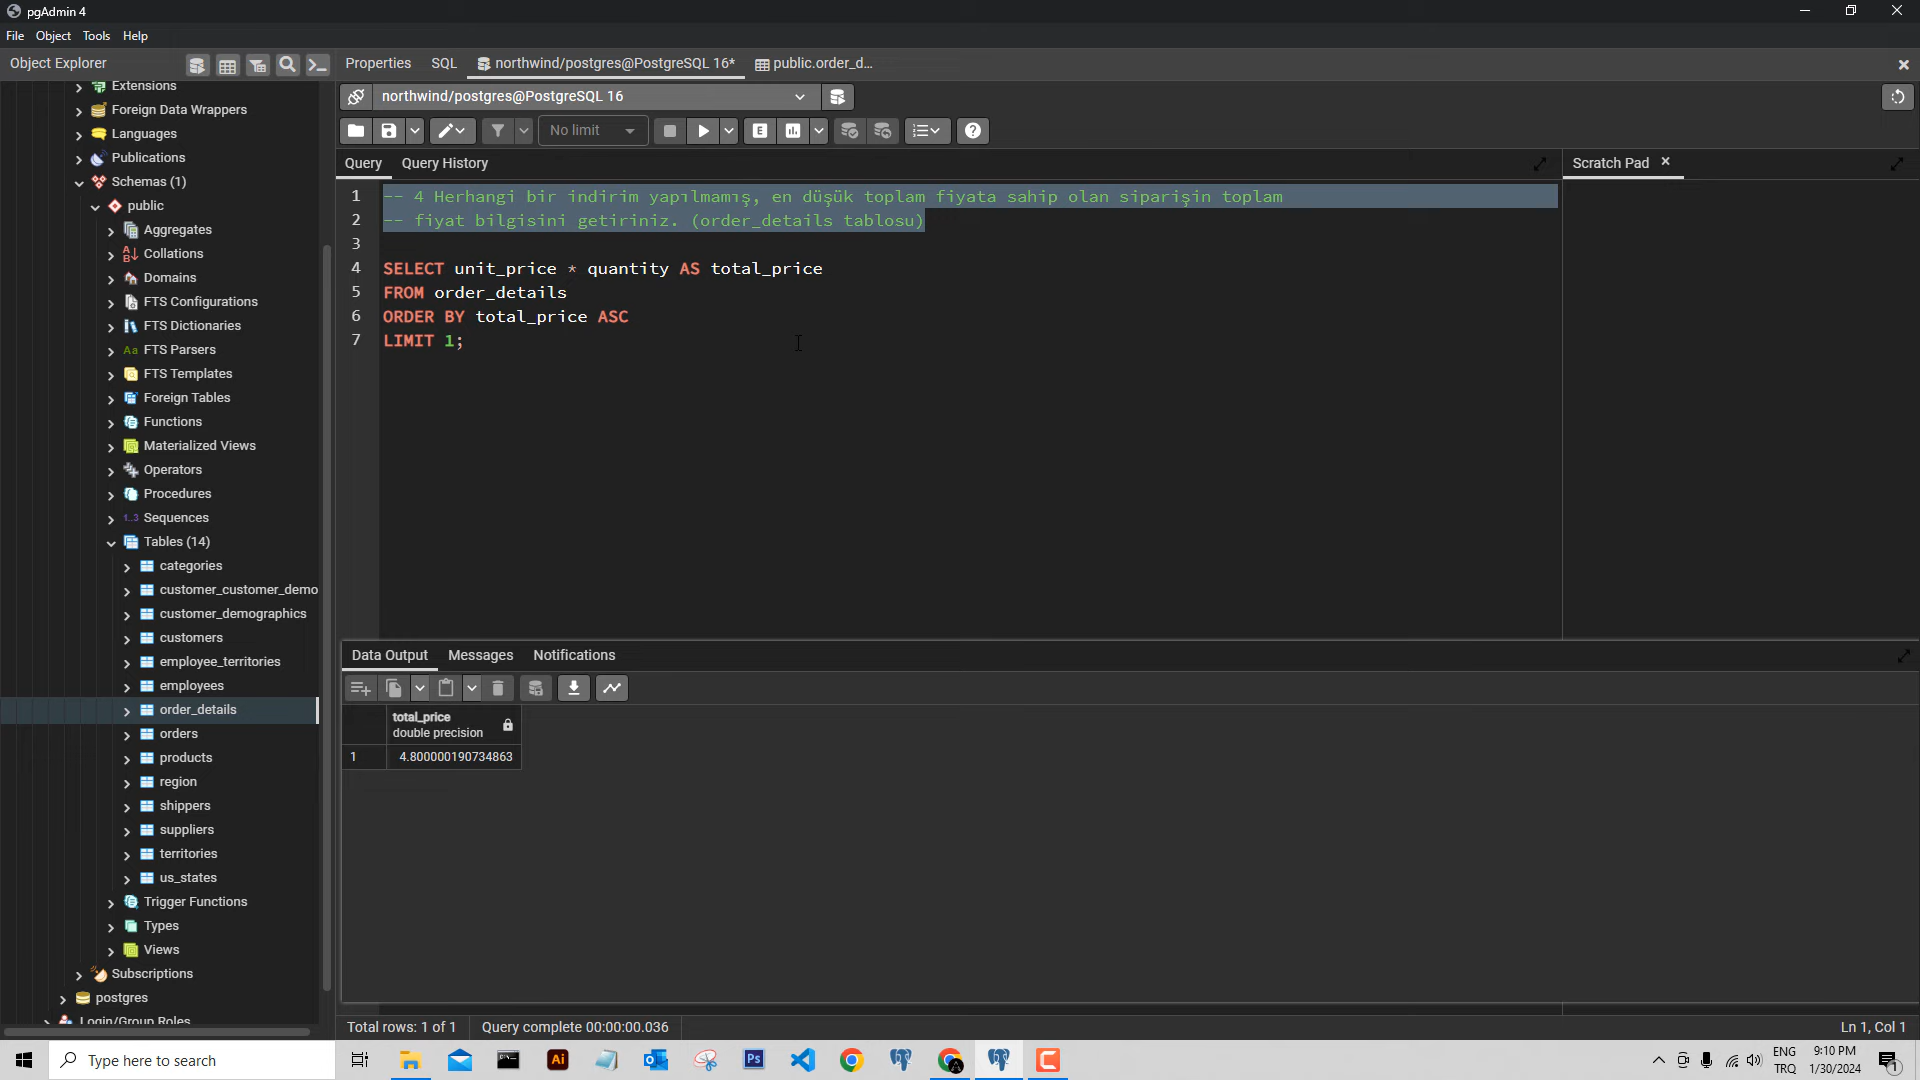 pgAdmin 4
File Object Tools Help
Object Explorer
Properties SQL northwind/postgres@PostgreSQL 16* public.order_d...
northwind/postgres@PostgreSQL 16
No limit
Query Query History
Scratch Pad
1 -- 4 Herhangi bir indirim yapılmamış, en düşük toplam fiyata sahip olan siparişin toplam
2 -- fiyat bilgisini getiriniz. (order_details tablosu)
3
4 SELECT unit_price * quantity AS total_price
5 FROM order_details
6 ORDER BY total_price ASC
7 LIMIT 1;
Extensions
Foreign Data Wrappers
Languages
Publications
Schemas (1)
public
Aggregates
Collations
Domains
FTS Configurations
FTS Dictionaries
FTS Parsers
FTS Templates
Foreign Tables
Functions
Materialized Views
Operators
Procedures
1..3 Sequences
Tables (14)
categories
customer_customer_demo
customer_demographics
customers
employee_territories
employees
order_details
orders
products
region
shippers
suppliers
territories
us_states
Trigger Functions
Types
Views
Subscriptions
postgres
Login/Group Roles
Data Output Messages Notifications
total_price
double precision
1 4.800000190734863
Total rows: 1 of 1 Query complete 00:00:00.036
Ln 1, Col 1
Type here to search
ENG
TRQ
9:10 PM
1/30/2024